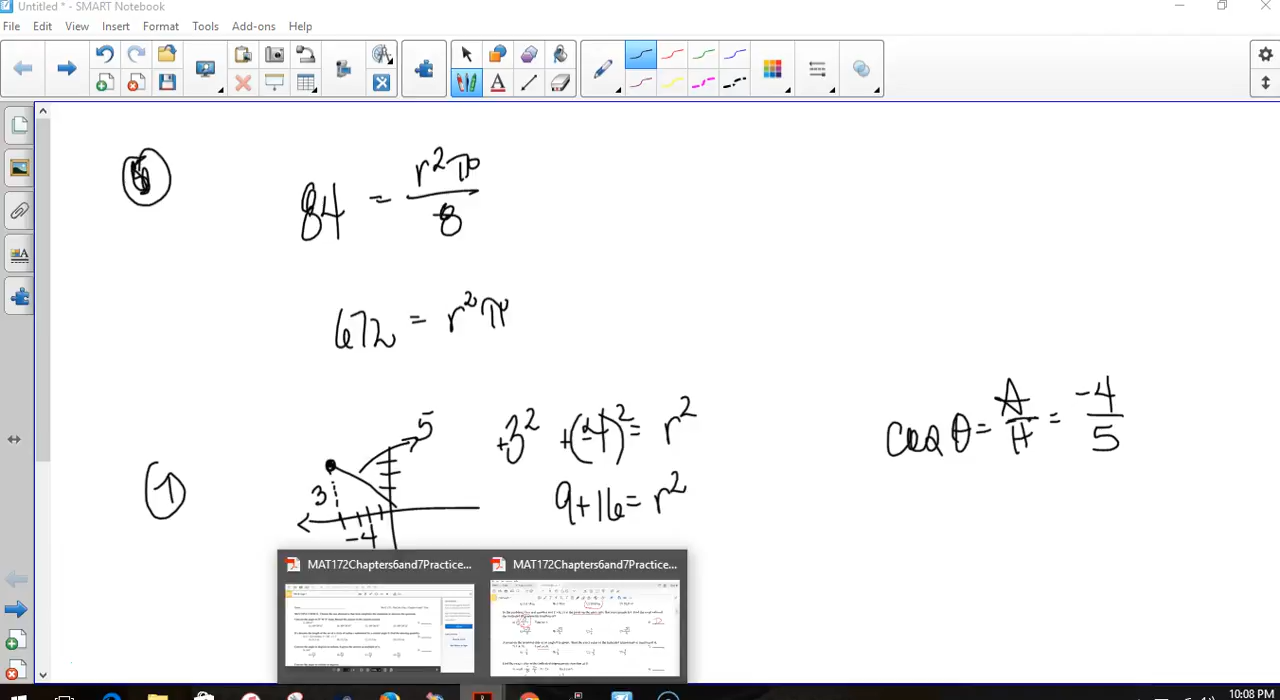 Untitled * - SMART Notebook
File Edit View Insert Format Tools Add-ons Help
84 = r²π / 8
672 = r²π
7
5
3
-4
+3² + (-4)² = r²
9+16 = r²
cos θ = A/H = -4/5
MAT172Chapters6and7Practice...
MAT172Chapters6and7Practice...
10:08 PM